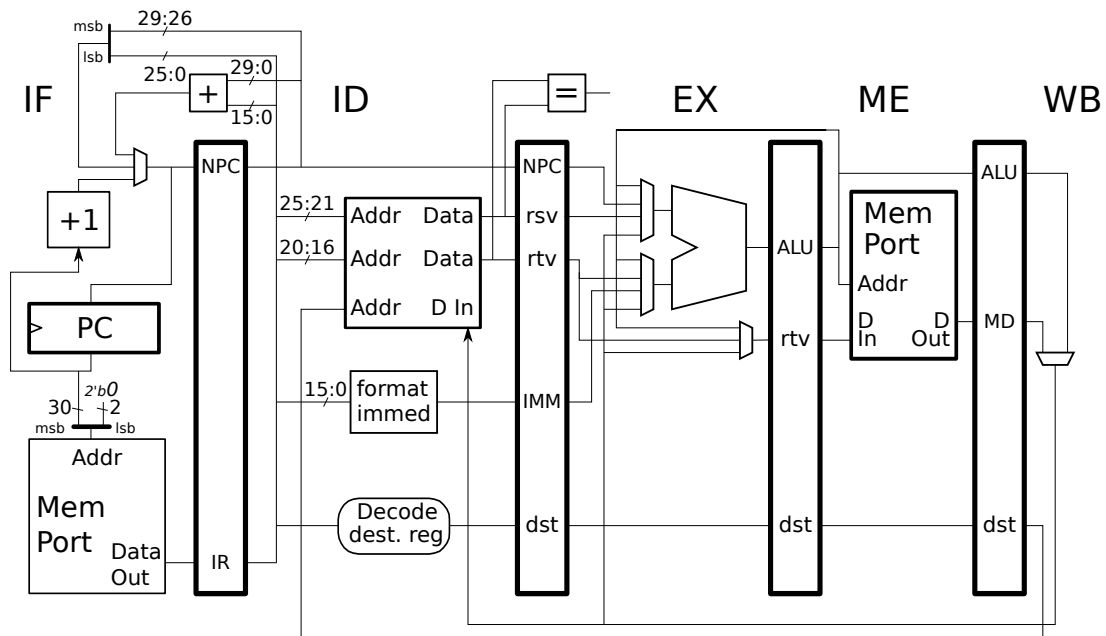 msb
29:26
lsb
25:0
29:0
15:0
+
=
IF
ID
EX
ME
WB
NPC
NPC
ALU
+1
25:21
Addr
Data
rsv
Mem
Port
20:16
Addr
Data
rtv
ALU
Addr
Addr
D In
PC
D
In
D
Out
MD
rtv
2'b0
30
2
msb
lsb
15:0
format
immed
IMM
Addr
Mem
Port
Data
Out
IR
Decode
dest. reg
dst
dst
dst